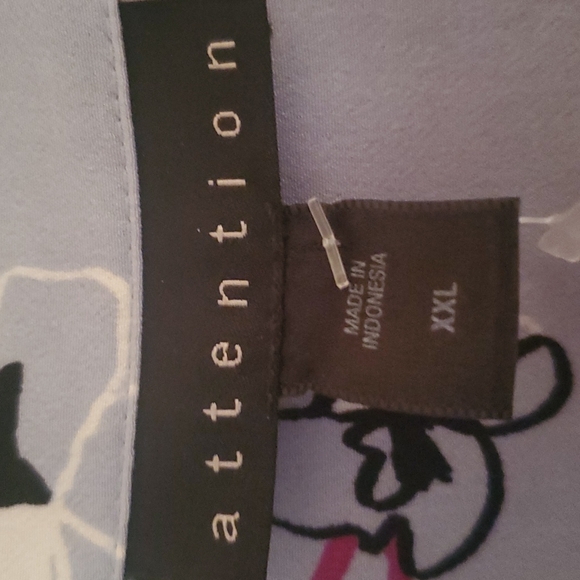 attention
MADE IN
INDONESIA
XXL